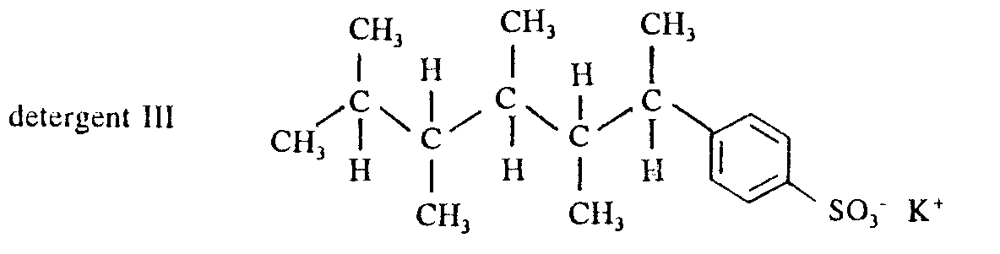 CH₃ CH₃ CH₃
H H
detergent III C C C C C
CH₃ H H H
CH₃ CH₃ SO₃⁻ K⁺